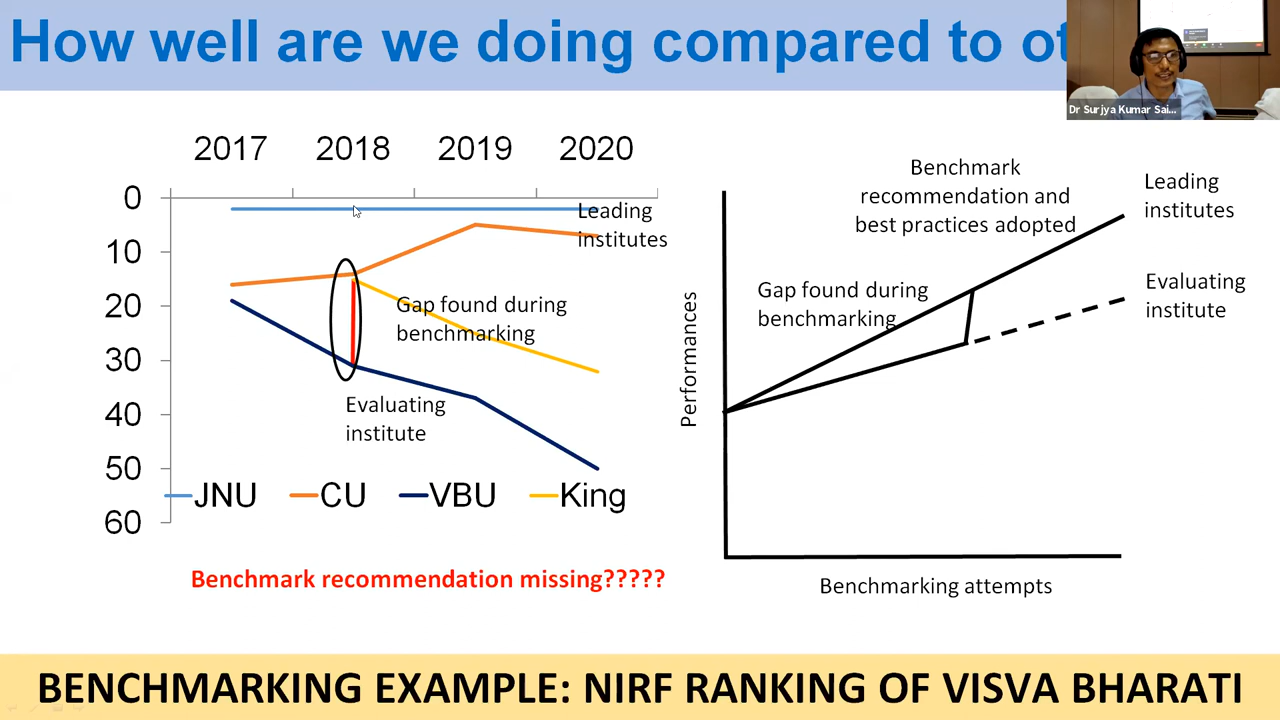 How well are we doing compared to
Dr Surjya Kumar Sai...
2017 2018 2019 2020
0
10
20
30
40
50
60
Leading
institutes
Gap found during
benchmarking
Evaluating
institute
JNU CU VBU King
Benchmark recommendation missing?????
Benchmark
recommendation and
best practices adopted
Leading
institutes
Gap found during
benchmarking
Evaluating
institute
Performances
Benchmarking attempts
BENCHMARKING EXAMPLE: NIRF RANKING OF VISVA BHARATI